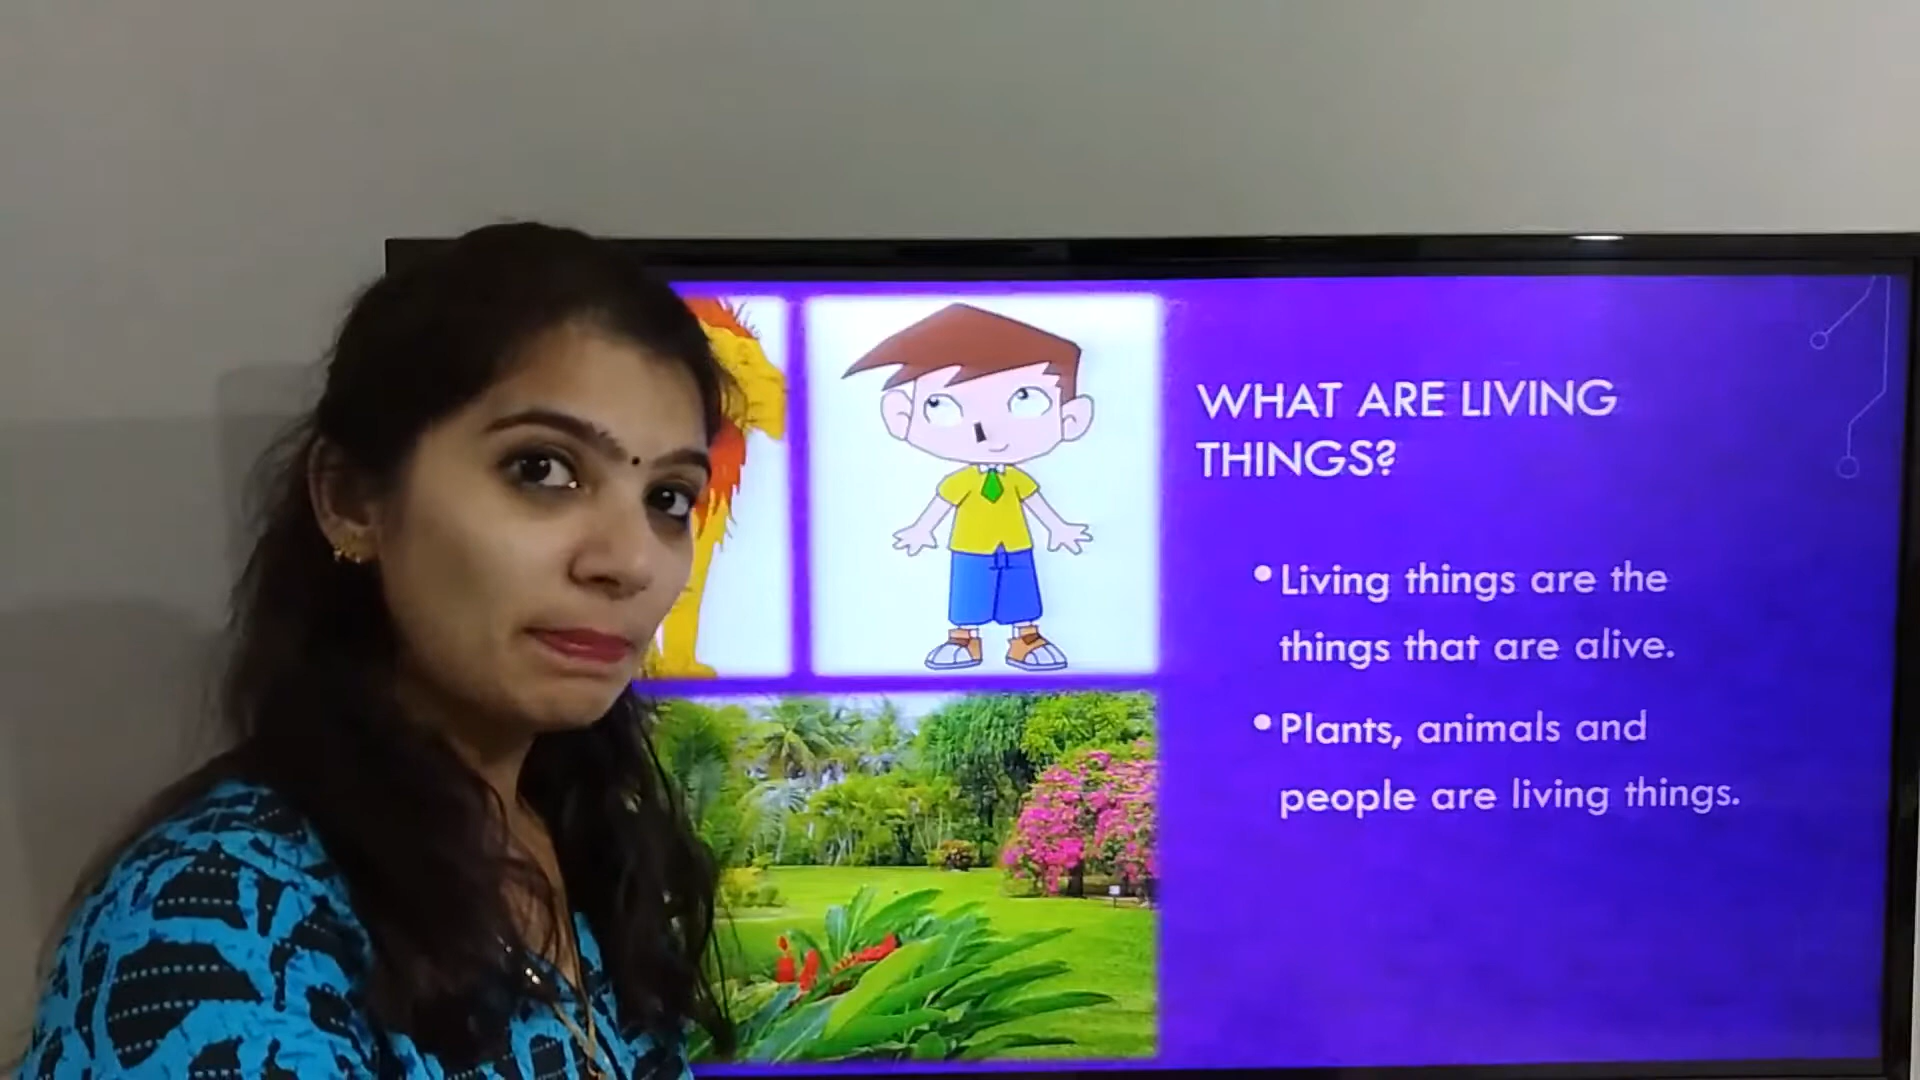 WHAT ARE LIVING
THINGS?
•Living things are the
things that are alive.
•Plants, animals and
people are living things.